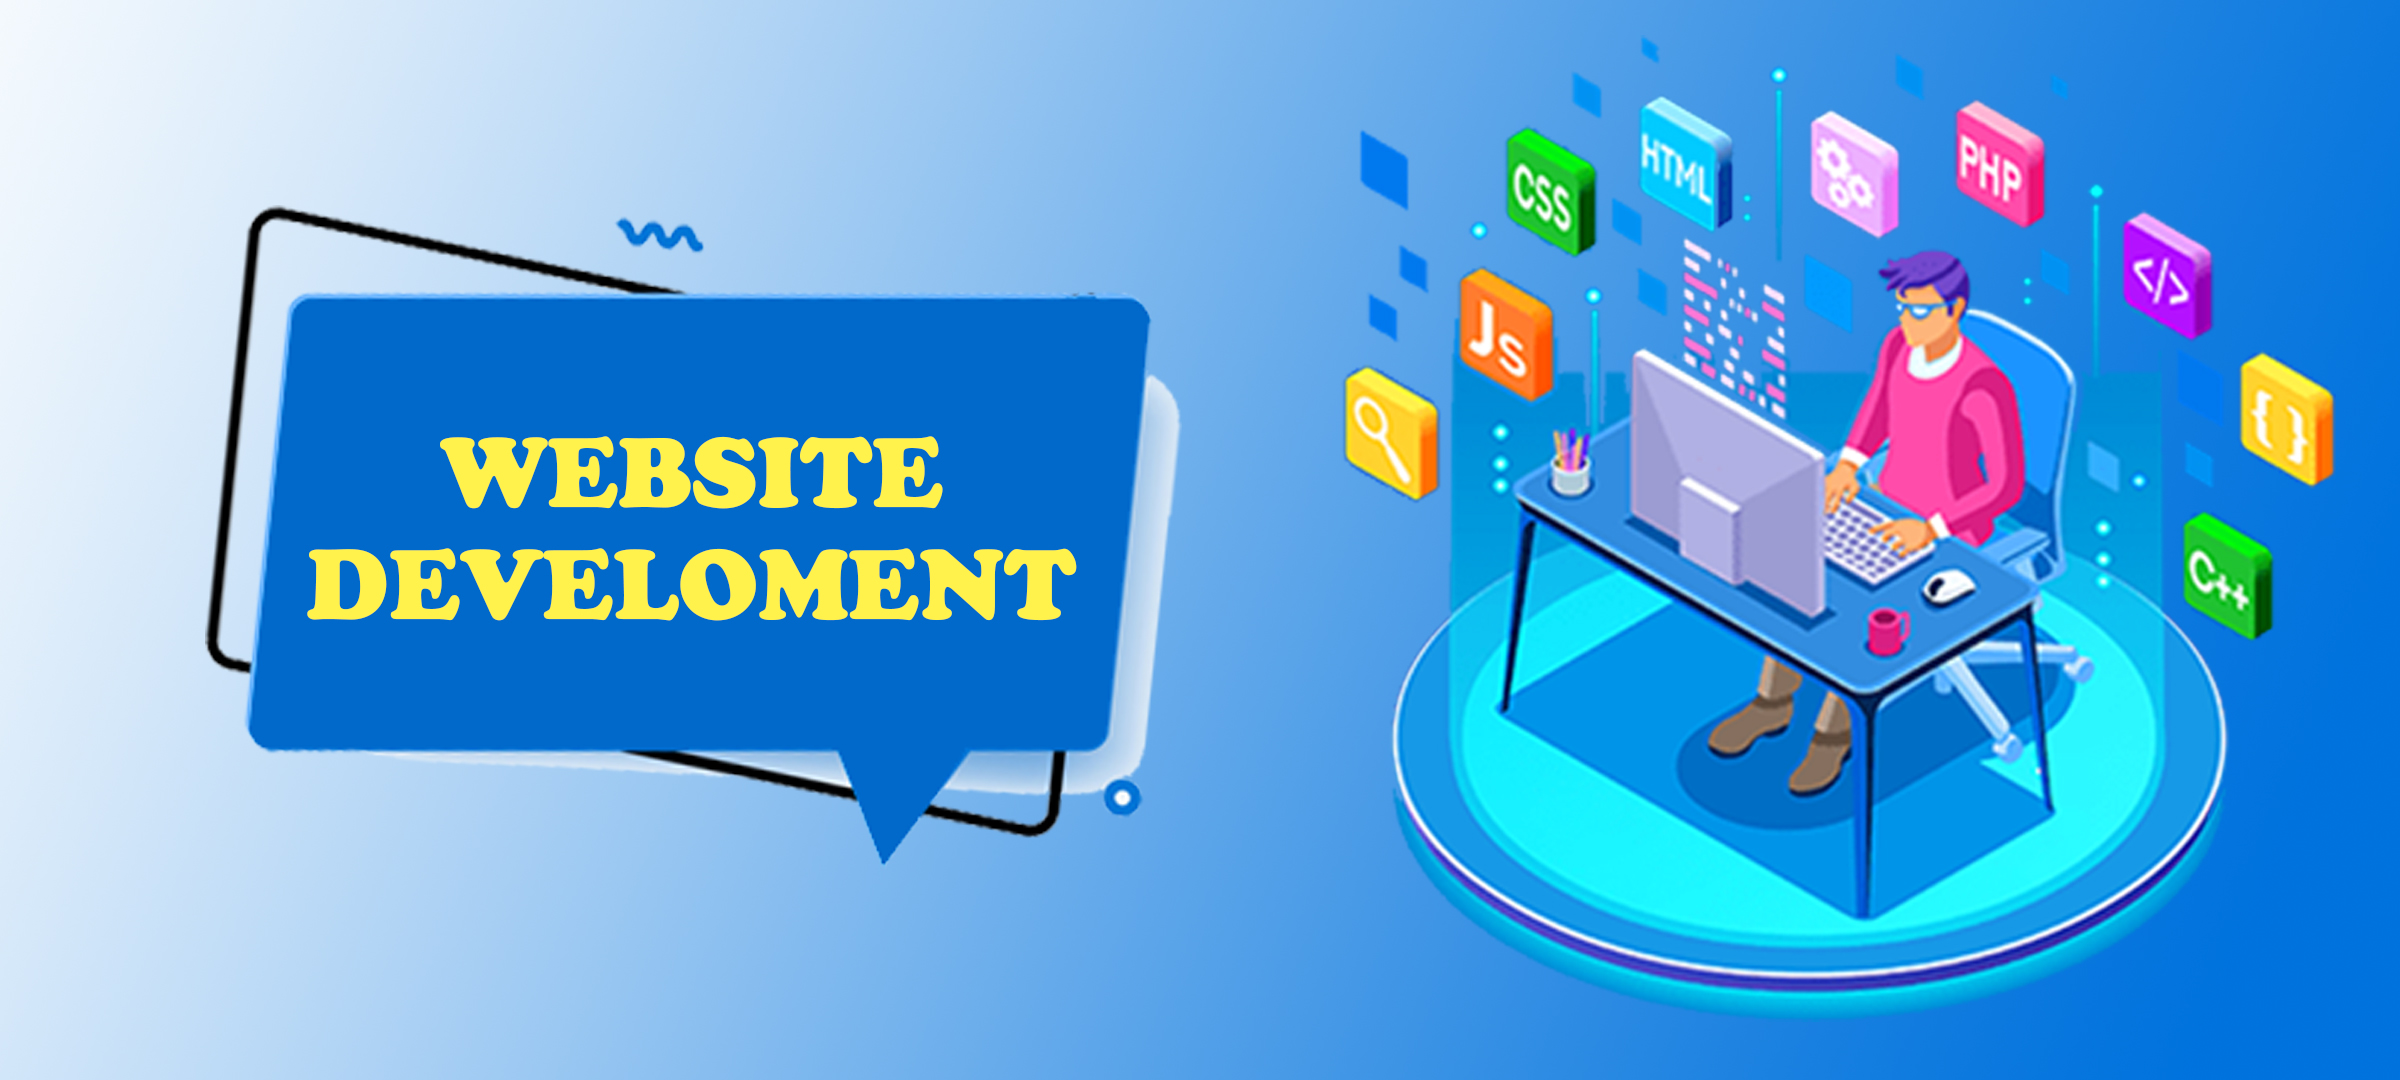 WEBSITE
DEVELOMENT
CSS
HTML
PHP
</>
Js
{ }
C++